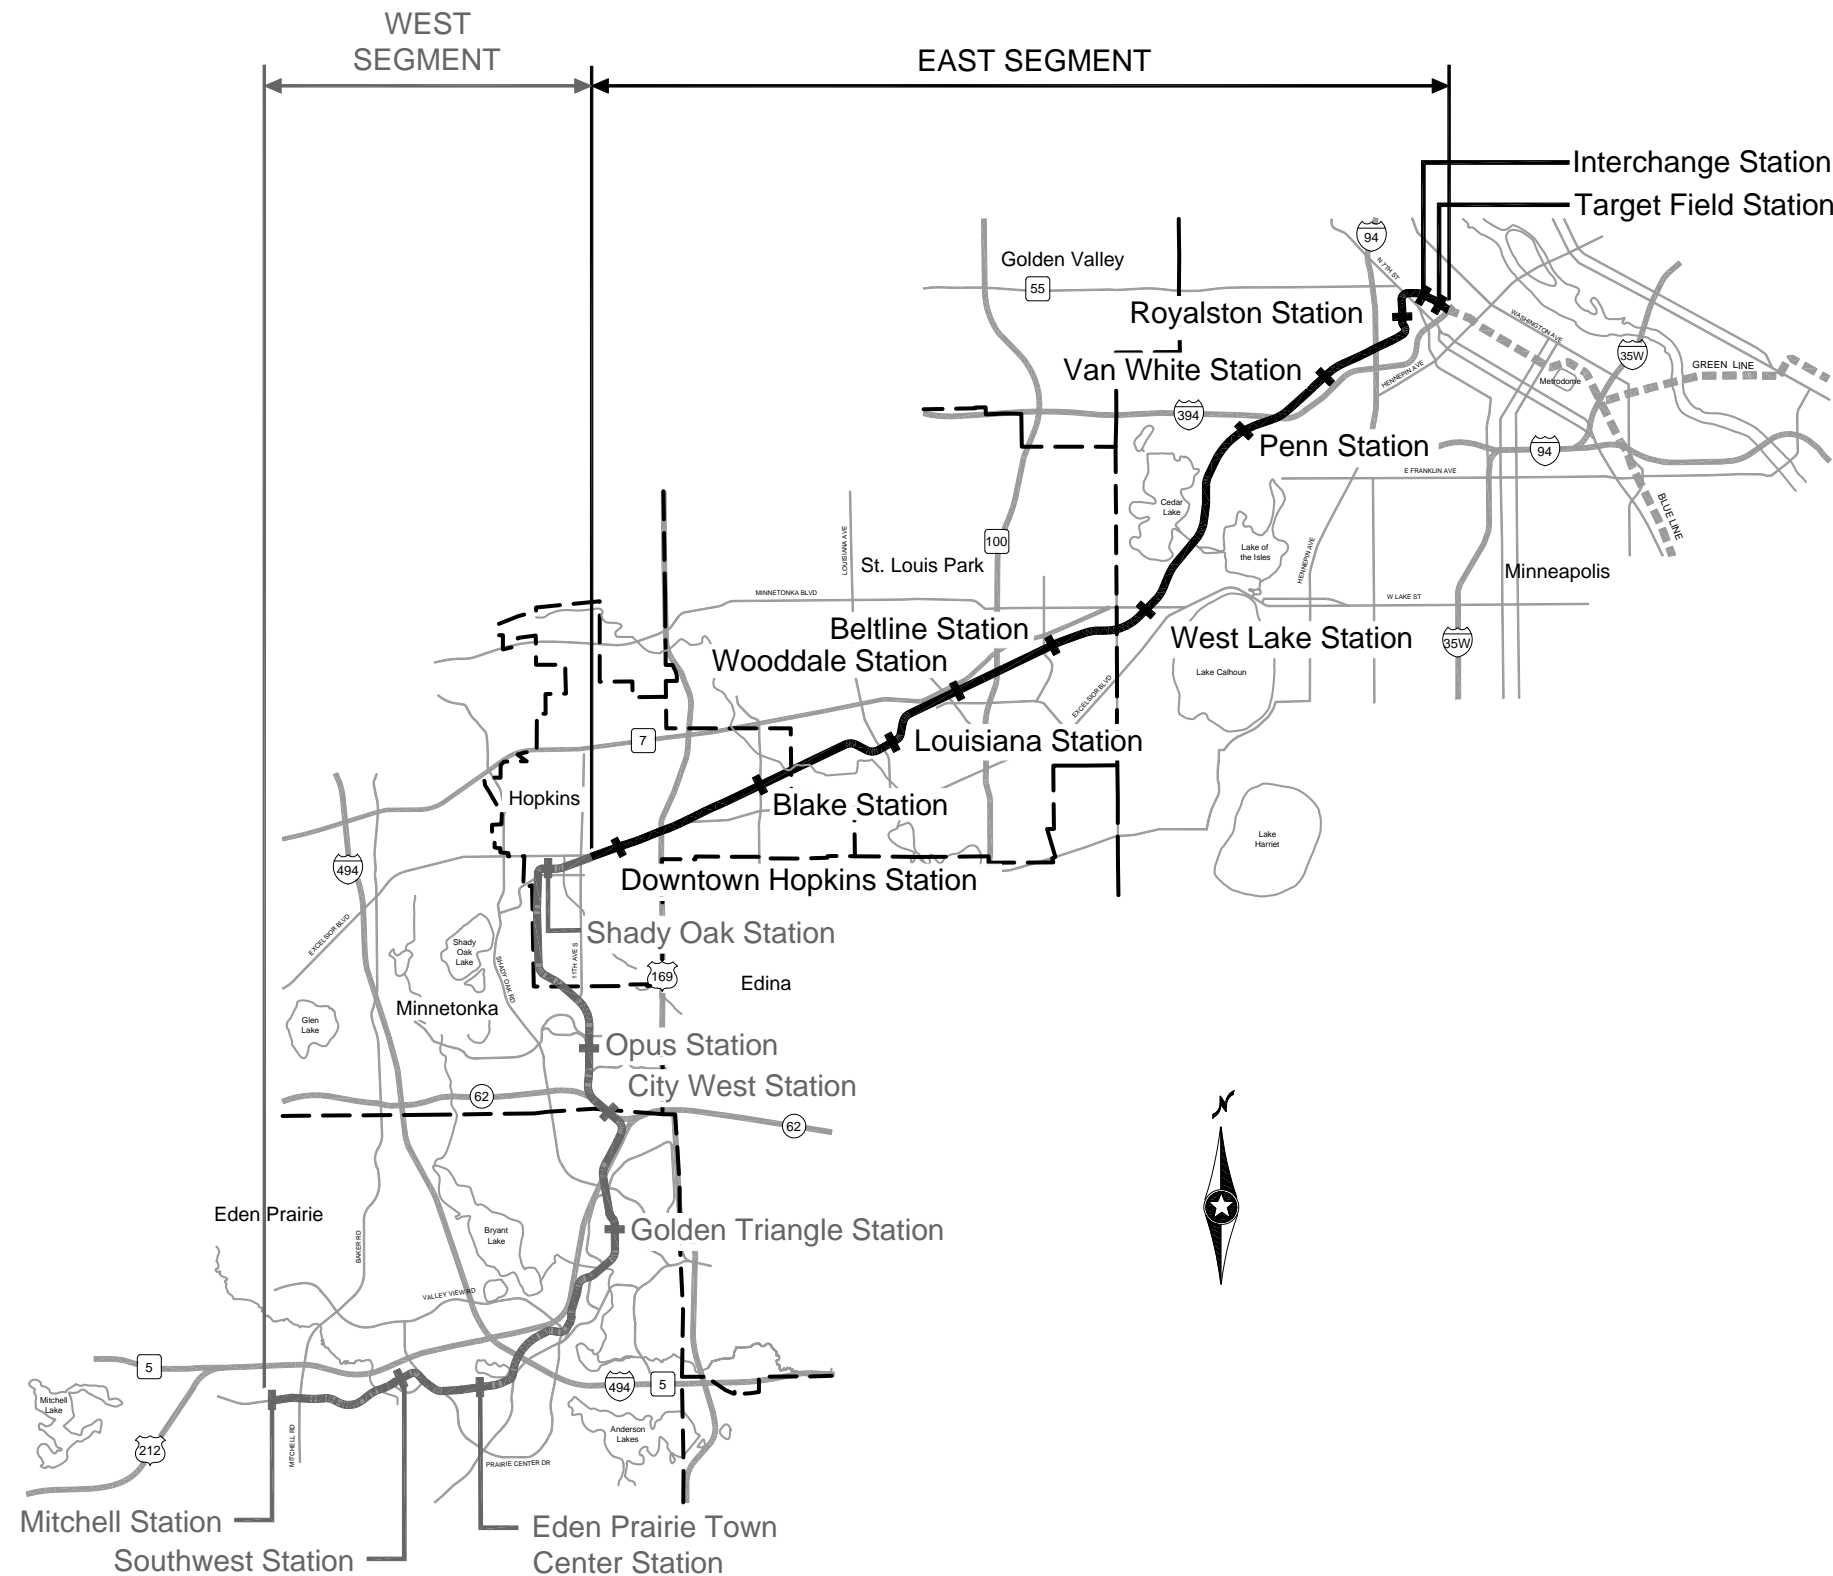 WEST
SEGMENT
EAST SEGMENT
Interchange Station
Target Field Station
94
N 7TH ST
Golden Valley
55
Royalston Station
WASHINGTON AVE
35W
GREEN LINE
Van White Station
HENNEPIN AVE
Metrodome
394
Penn Station
94
E FRANKLIN AVE
Cedar
Lake
BLUE LINE
100
LOUISIANA AVE
Lake of
the Isles
HENNEPIN AVE
St. Louis Park
Minneapolis
MINNETONKA BLVD
W LAKE ST
Beltline Station
West Lake Station
35W
Wooddale Station
Lake Calhoun
EXCELSIOR BLVD
7
Louisiana Station
Hopkins
Blake Station
Lake
Harriet
494
Downtown Hopkins Station
EXCELSIOR BLVD
Shady Oak Station
Shady
Oak
Lake
SHADY OAK RD
11TH AVE S
169
Edina
Minnetonka
Glen
Lake
Opus Station
City West Station
62
62
N
Eden Prairie
Bryant
Lake
Golden Triangle Station
BAKER RD
VALLEY VIEW RD
5
494
5
Mitchell
Lake
Anderson
Lakes
212
MITCHELL RD
PRAIRIE CENTER DR
Mitchell Station
Eden Prairie Town
Center Station
Southwest Station